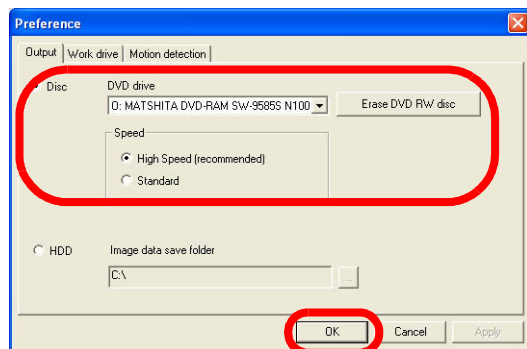 Preference
Output Work drive Motion detection
Disc DVD drive
O: MATSHITA DVD-RAM SW-9585S N100 Erase DVD RW disc
Speed
High Speed (recommended)
Standard
HDD Image data save folder
C:\ ...
OK Cancel Apply